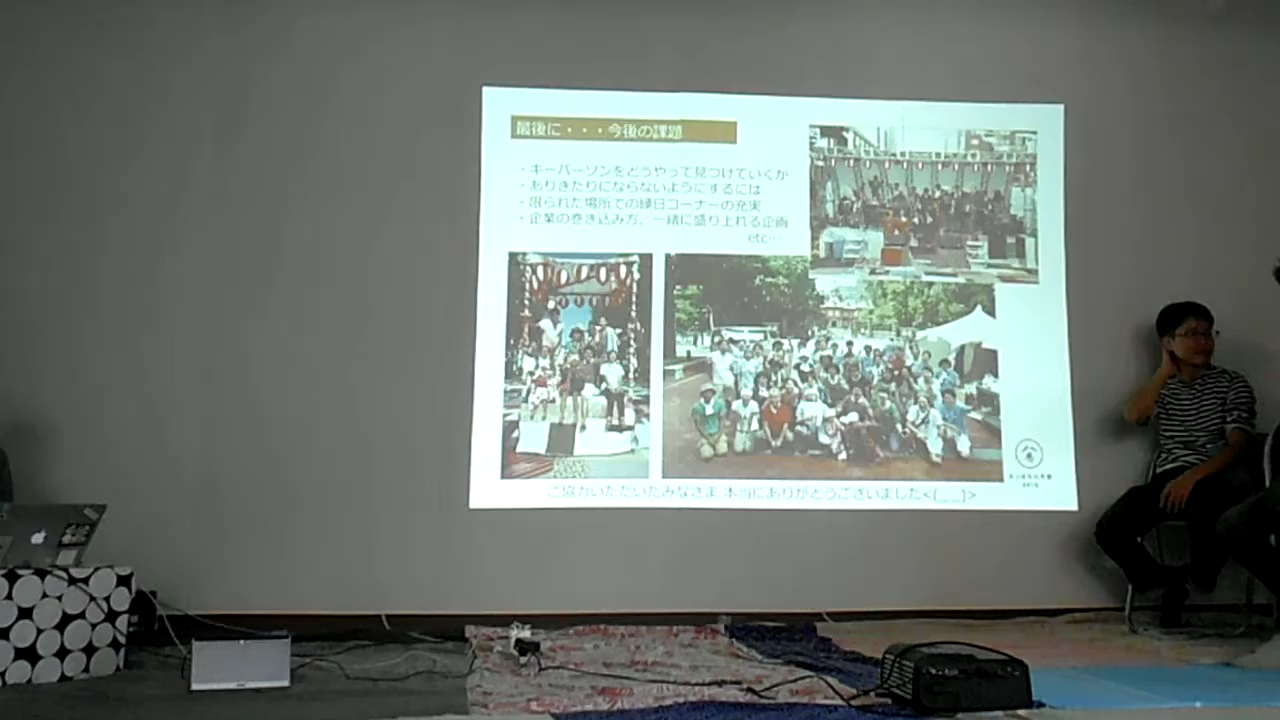 最後に・・・今後の課題
・キーパーソンをどうやって見つけていくか
・ありきたりにならないようにするには
・限られた場所での縁日コーナーの充実
・企業の巻き込み方、一緒に盛り上れる企画
etc…
ご協力いただいたみなさま 本当にありがとうございました<(__)>